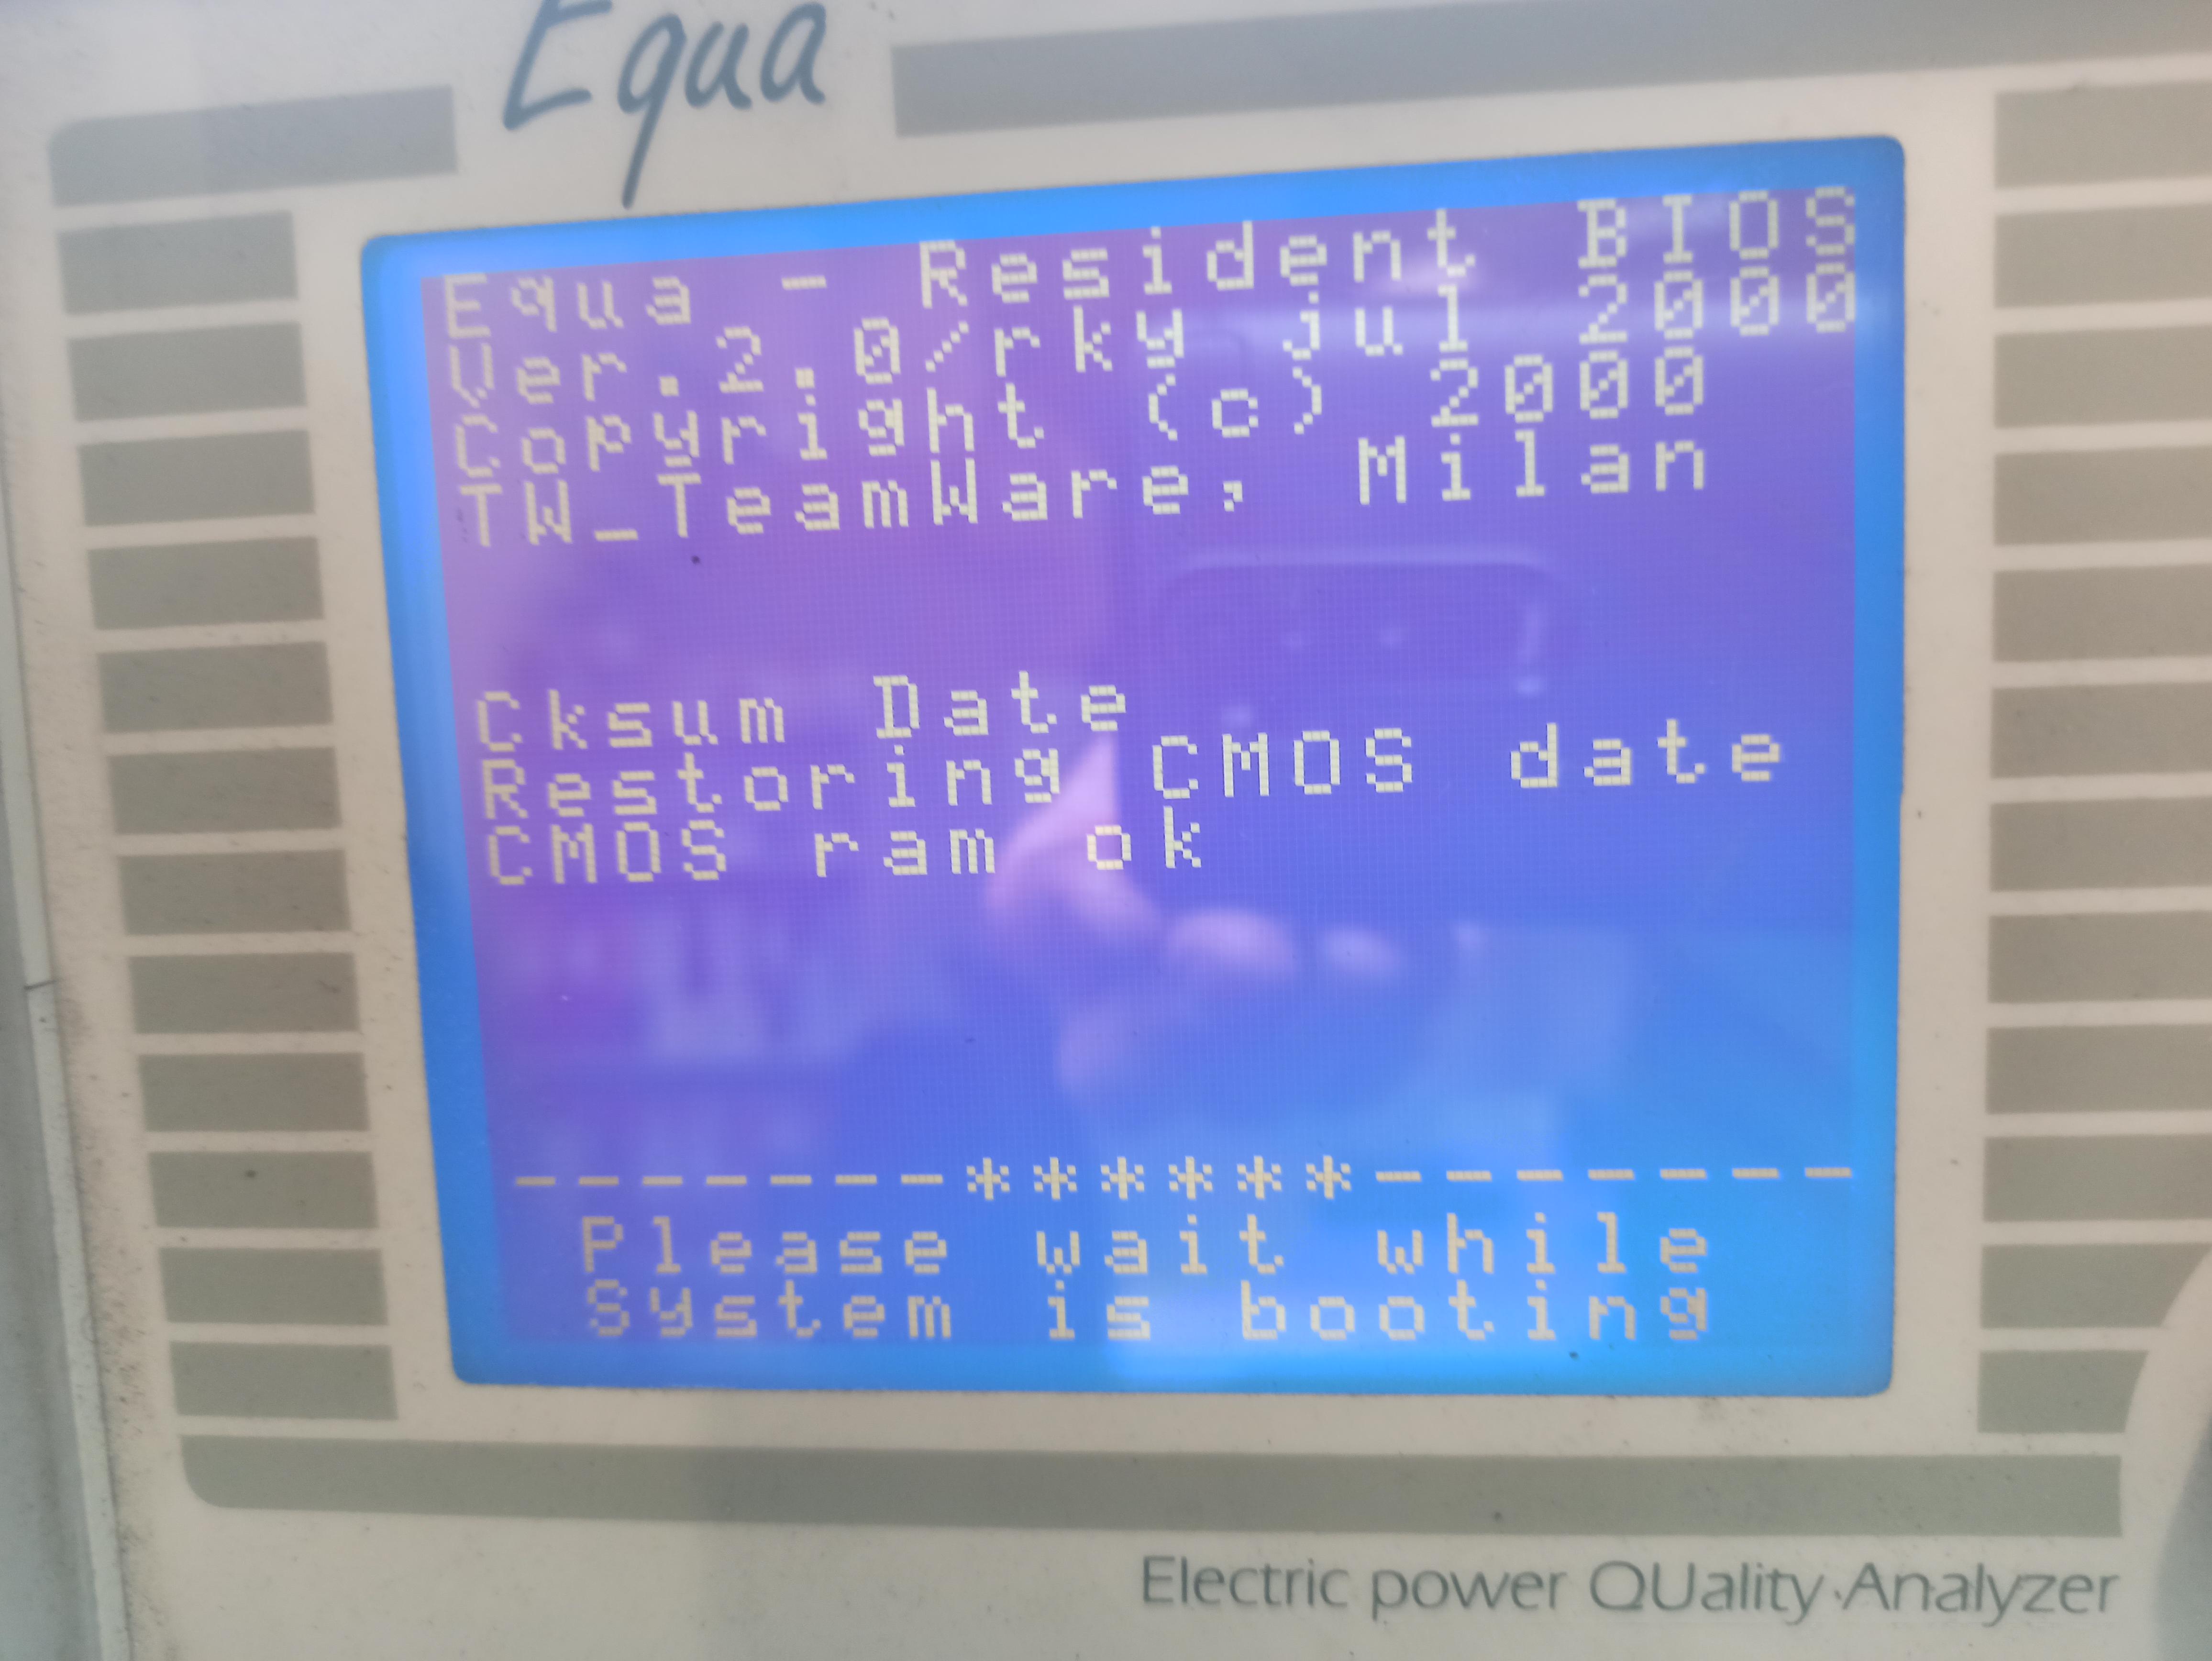 Equa
Equa - Resident BIOS
Ver.2.0/rky jul 2000
Copyright (c) 2000
TW_TeamWare, Milan
Cksum Date
Restoring CMOS date
CMOS ram ok
-------******-------
Please wait while
System is booting
Electric power QUality Analyzer